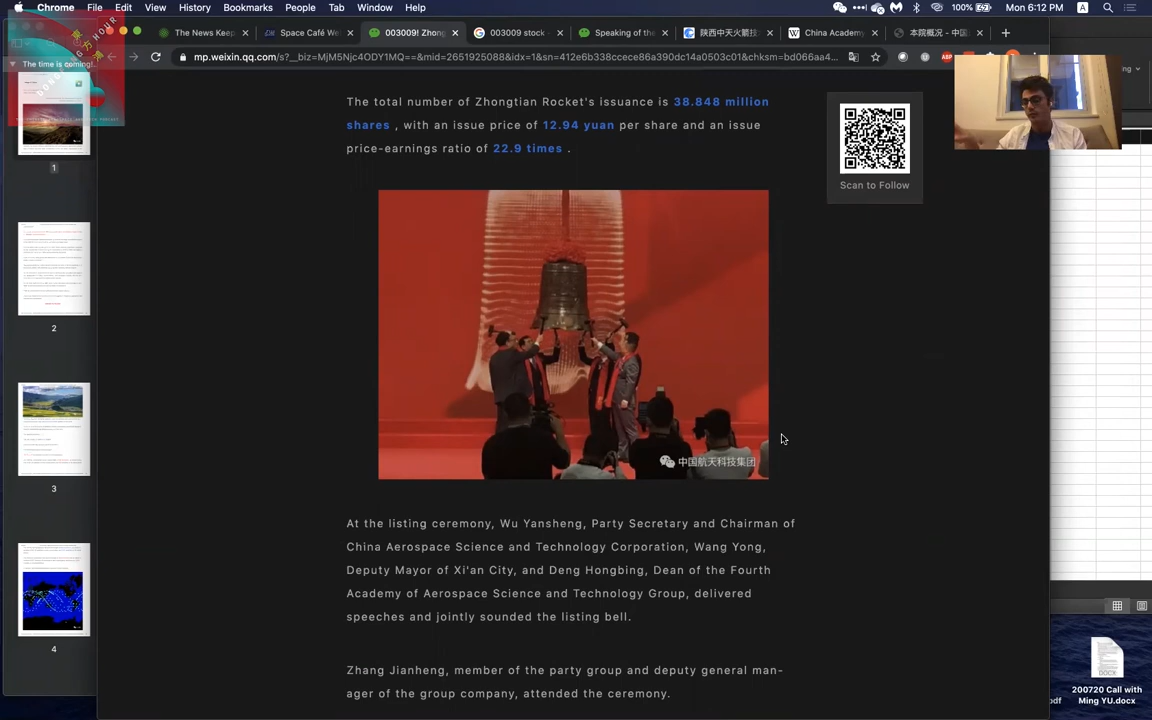 Chrome File Edit View History Bookmarks People Tab Window Help
100% Mon 6:12 PM
DONGFANG HOUR
The time is coming!
The News Keep
Space Café We
003009! Zhong
003009 stock
Speaking of the
陕西中天火箭技
China Academy
本院概况 - 中国
mp.weixin.qq.com/s?__biz=MjM5Njc4ODY1MQ==&mid=2651925088&idx=1&sn=412e6b338ccece86a390dc14a0503c01&chksm=bd066aa4...
The total number of Zhongtian Rocket's issuance is 38.848 million
shares , with an issue price of 12.94 yuan per share and an issue
price-earnings ratio of 22.9 times .
Scan to Follow
中国航天科技集团
At the listing ceremony, Wu Yansheng, Party Secretary and Chairman of
China Aerospace Science and Technology Corporation, Wang Yong,
Deputy Mayor of Xi'an City, and Deng Hongbing, Dean of the Fourth
Academy of Aerospace Science and Technology Group, delivered
speeches and jointly sounded the listing bell.
Zhang Jianheng, member of the party group and deputy general man-
ager of the group company, attended the ceremony.
1
2
3
4
DOCX
200720 Call with
Ming YU.docx
pdf